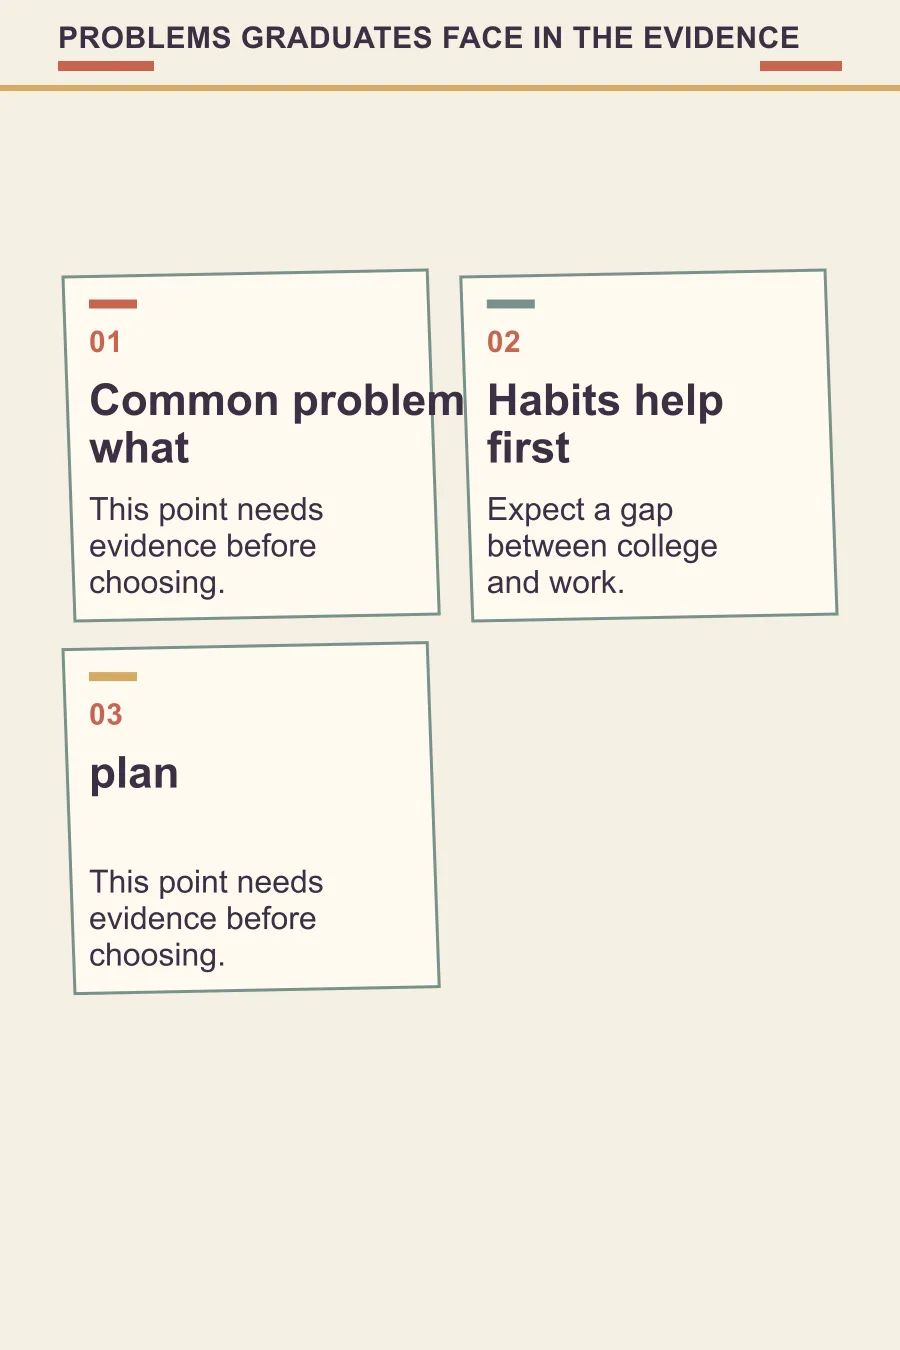 PROBLEMS GRADUATES FACE IN THE EVIDENCE
01
Common problem
what
This point needs
evidence before
choosing.
02
Habits help
first
Expect a gap
between college
and work.
03
plan
This point needs
evidence before
choosing.